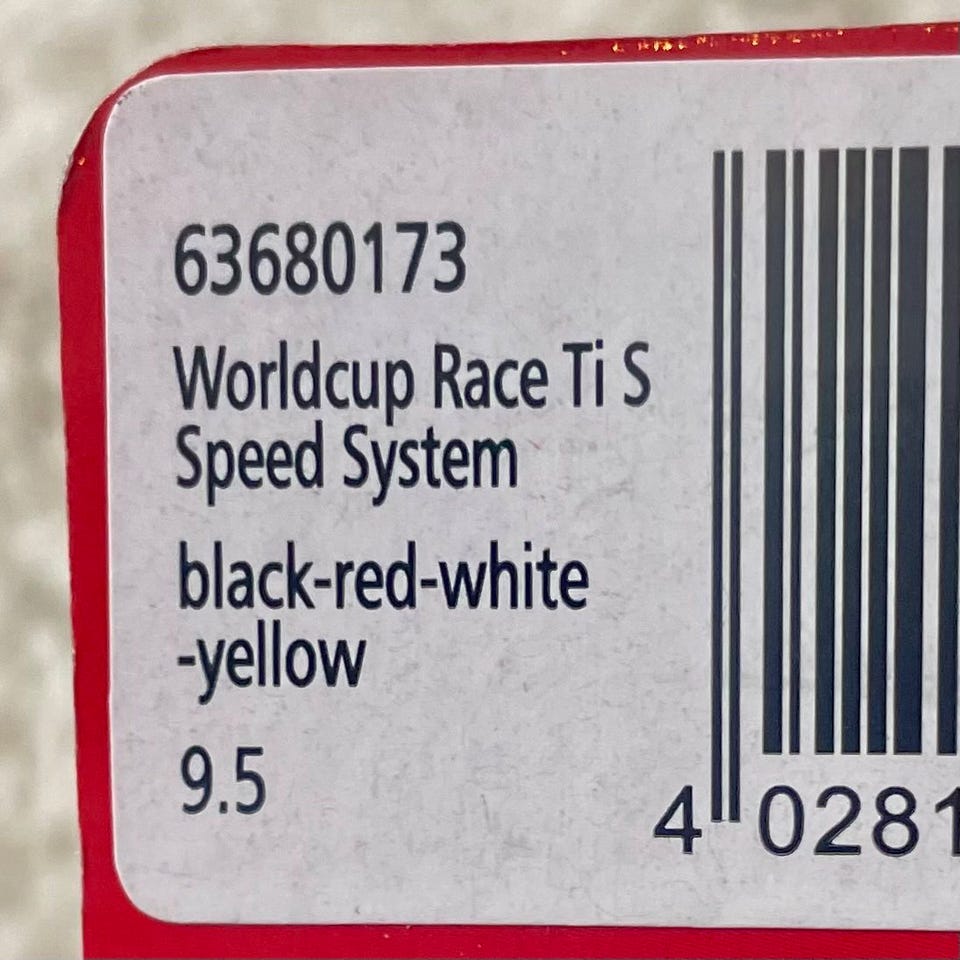 63680173
Worldcup Race Ti S
Speed System
black-red-white
-yellow
9.5
4 0281